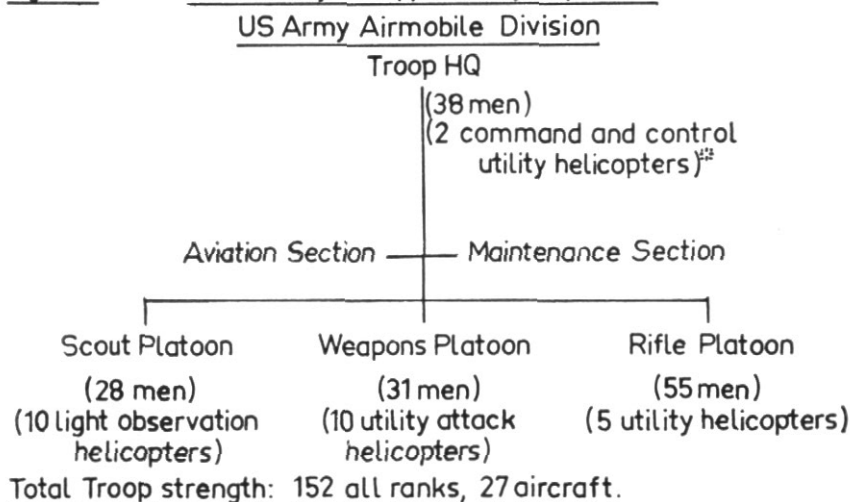 US Army Airmobile Division
Troop HQ
(38 men)
(2 command and control
utility helicopters)*
Aviation Section
Maintenance Section
Scout Platoon
Weapons Platoon
Rifle Platoon
(28 men)
(31 men)
(55 men)
(10 light observation
(10 utility attack
(5 utility helicopters)
helicopters)
helicopters)
Total Troop strength: 152 all ranks, 27 aircraft.